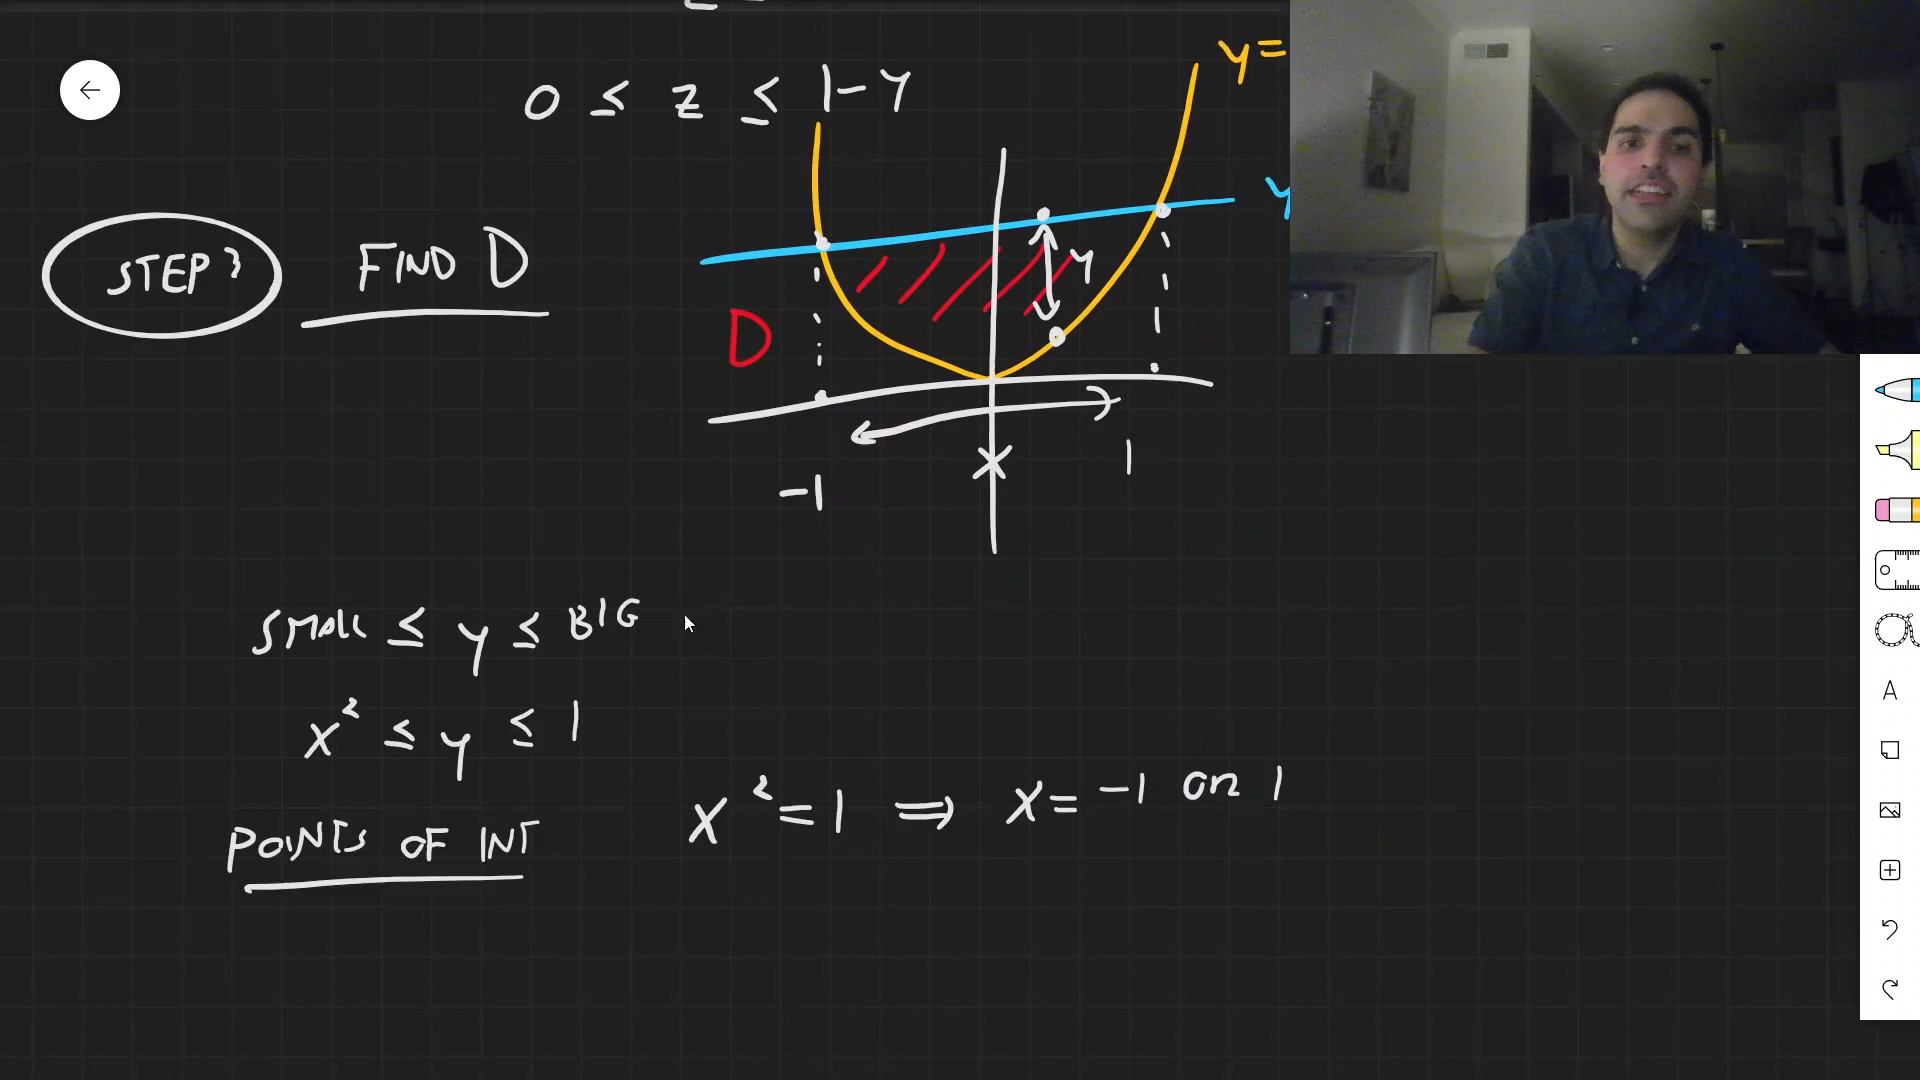 0 ≤ z ≤ 1-y
y=
y
STEP 3
FIND D
y
D
-1
x
1
SMALL ≤ y ≤ BIG
x² ≤ y ≤ 1
POINTS OF INT
x² = 1 ⇒ x = -1 or 1
A